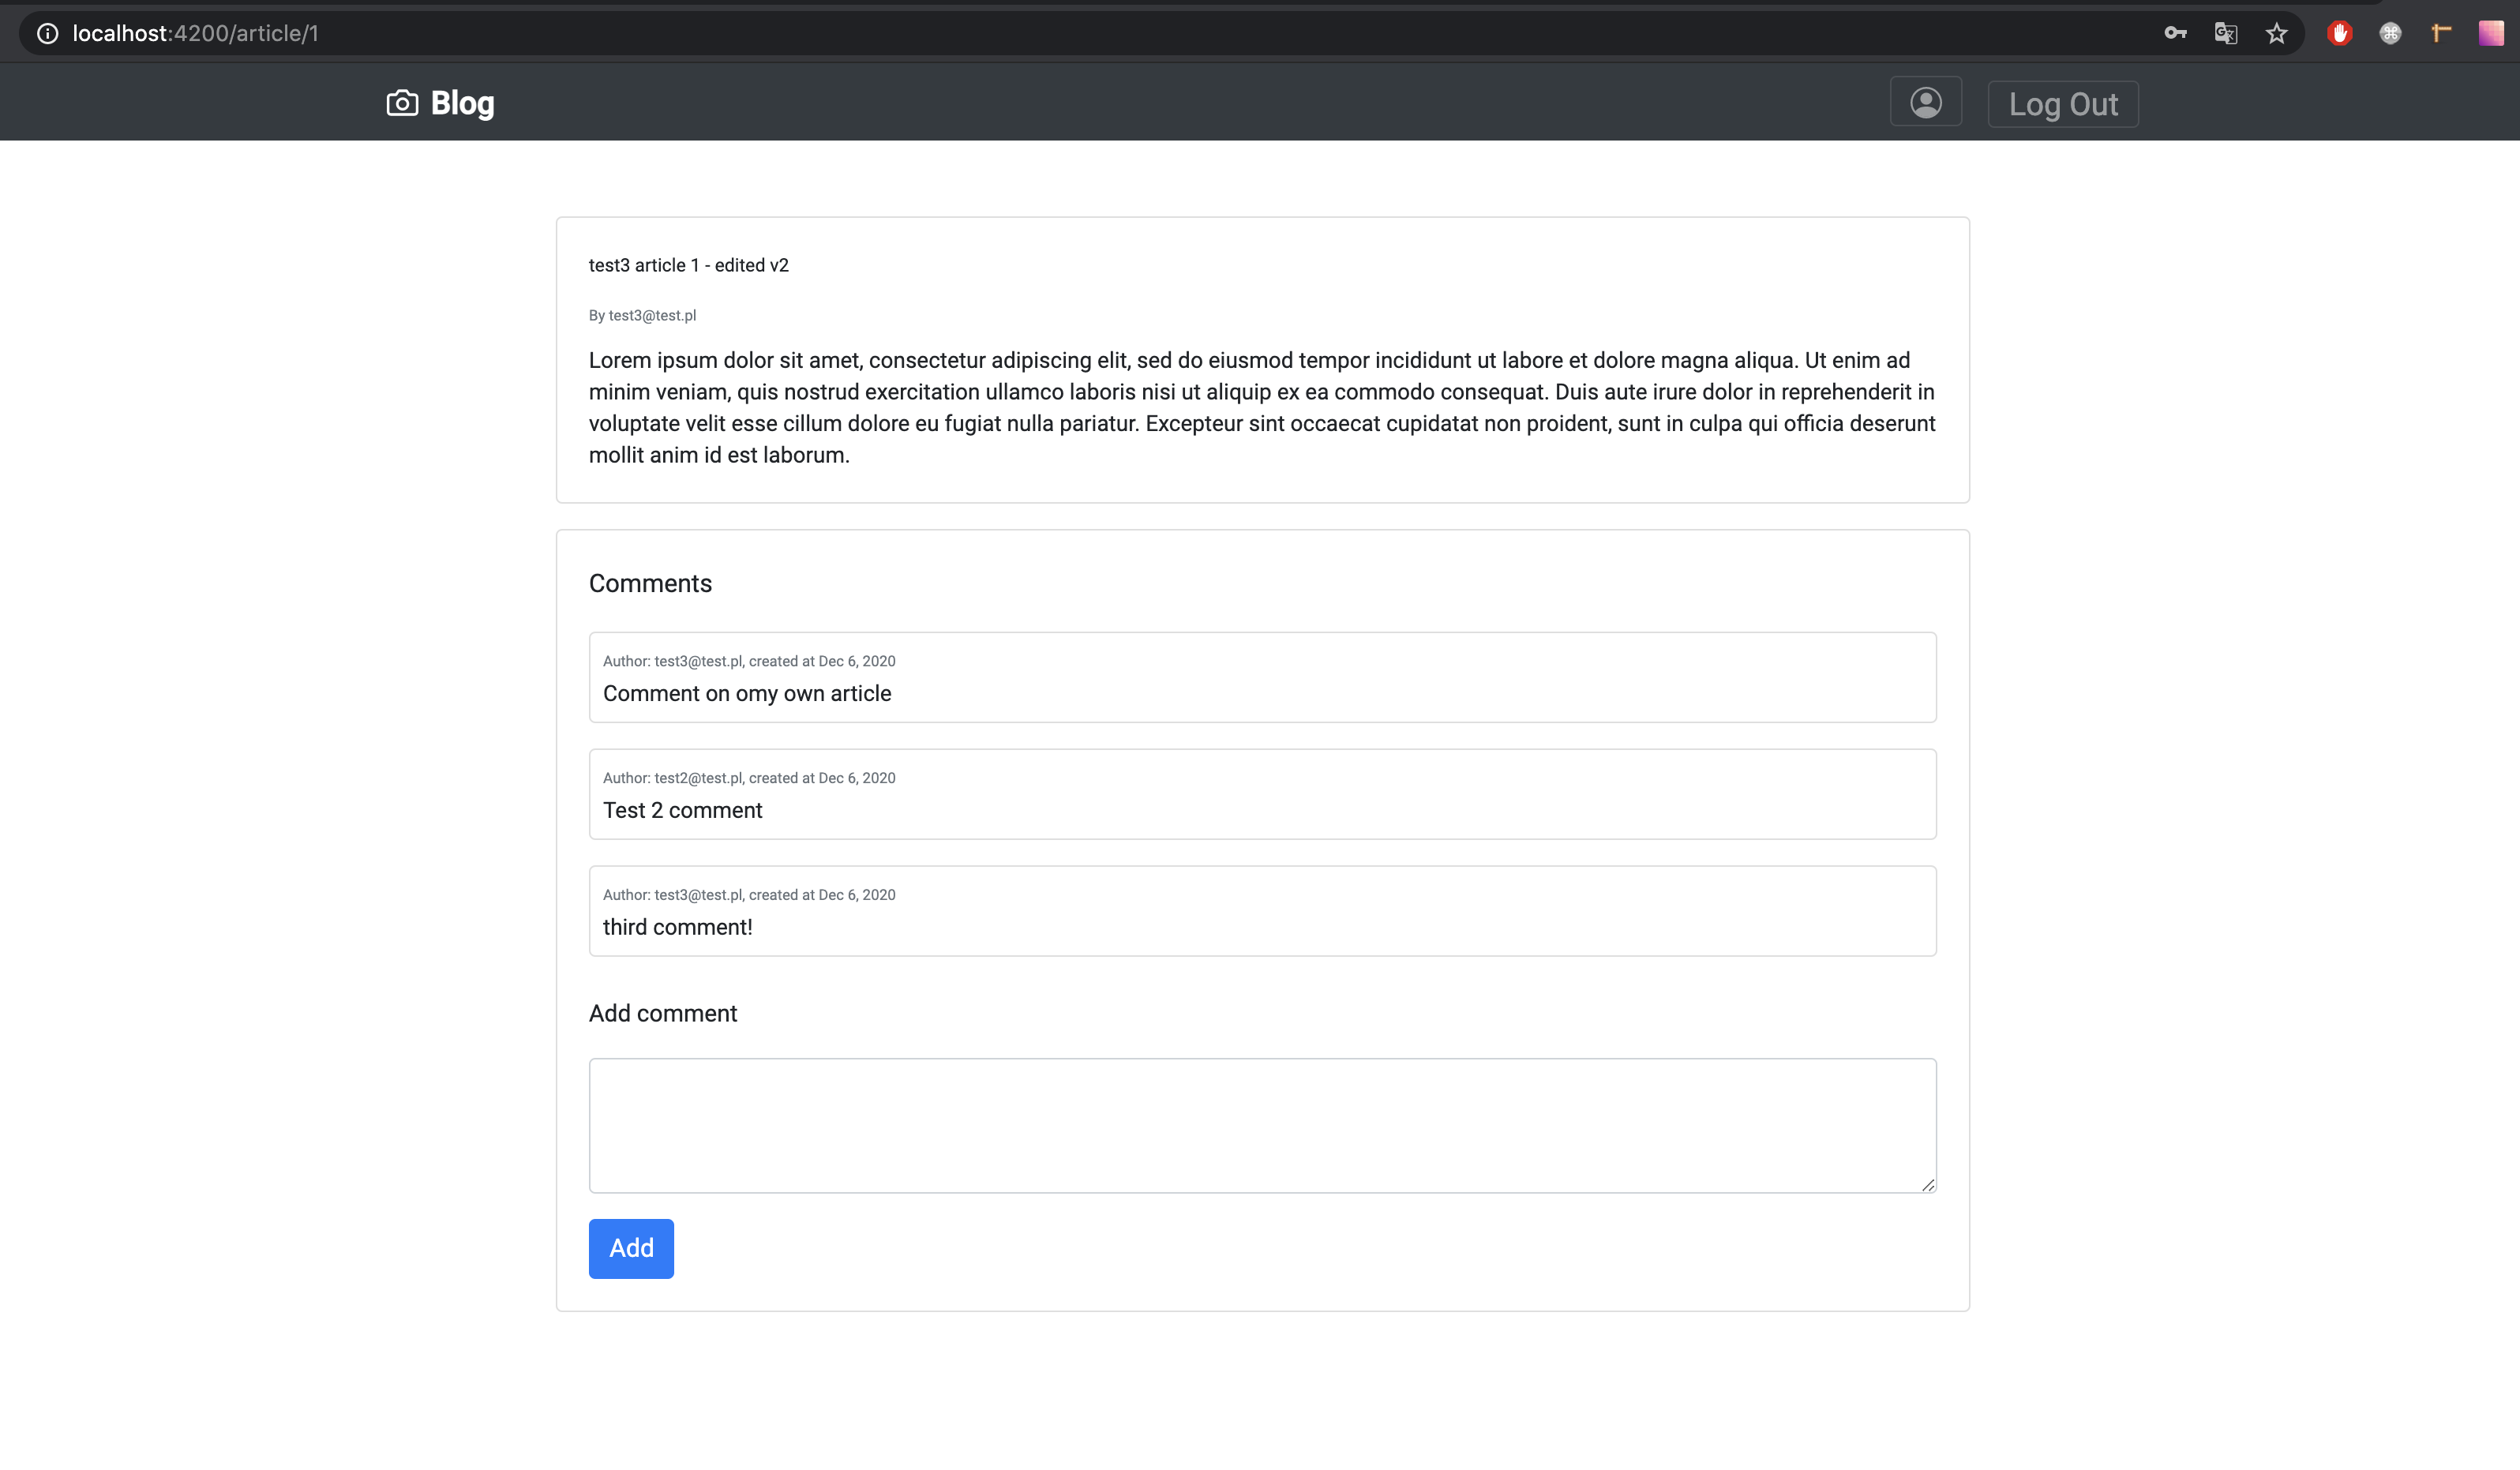 localhost:4200/article/1
Blog
Log Out
test3 article 1 - edited v2
By test3@test.pl
Lorem ipsum dolor sit amet, consectetur adipiscing elit, sed do eiusmod tempor incididunt ut labore et dolore magna aliqua. Ut enim ad
minim veniam, quis nostrud exercitation ullamco laboris nisi ut aliquip ex ea commodo consequat. Duis aute irure dolor in reprehenderit in
voluptate velit esse cillum dolore eu fugiat nulla pariatur. Excepteur sint occaecat cupidatat non proident, sunt in culpa qui officia deserunt
mollit anim id est laborum.
Comments
Author: test3@test.pl, created at Dec 6, 2020
Comment on omy own article
Author: test2@test.pl, created at Dec 6, 2020
Test 2 comment
Author: test3@test.pl, created at Dec 6, 2020
third comment!
Add comment
Add